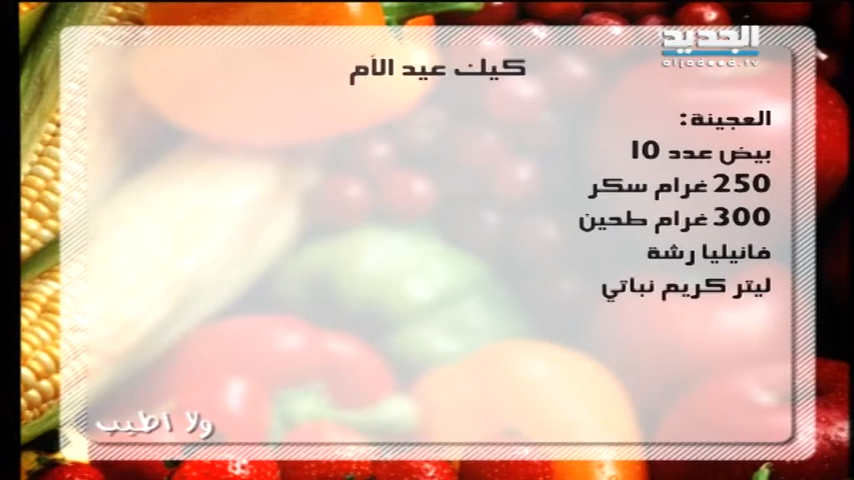 الجديد
aljadeed.tv
كيك عيد الأم
العجينة:
بيض عدد 10
250 غرام سكر
300 غرام طحين
فانيليا رشة
ليتر كريم نباتي
ولا اطيب